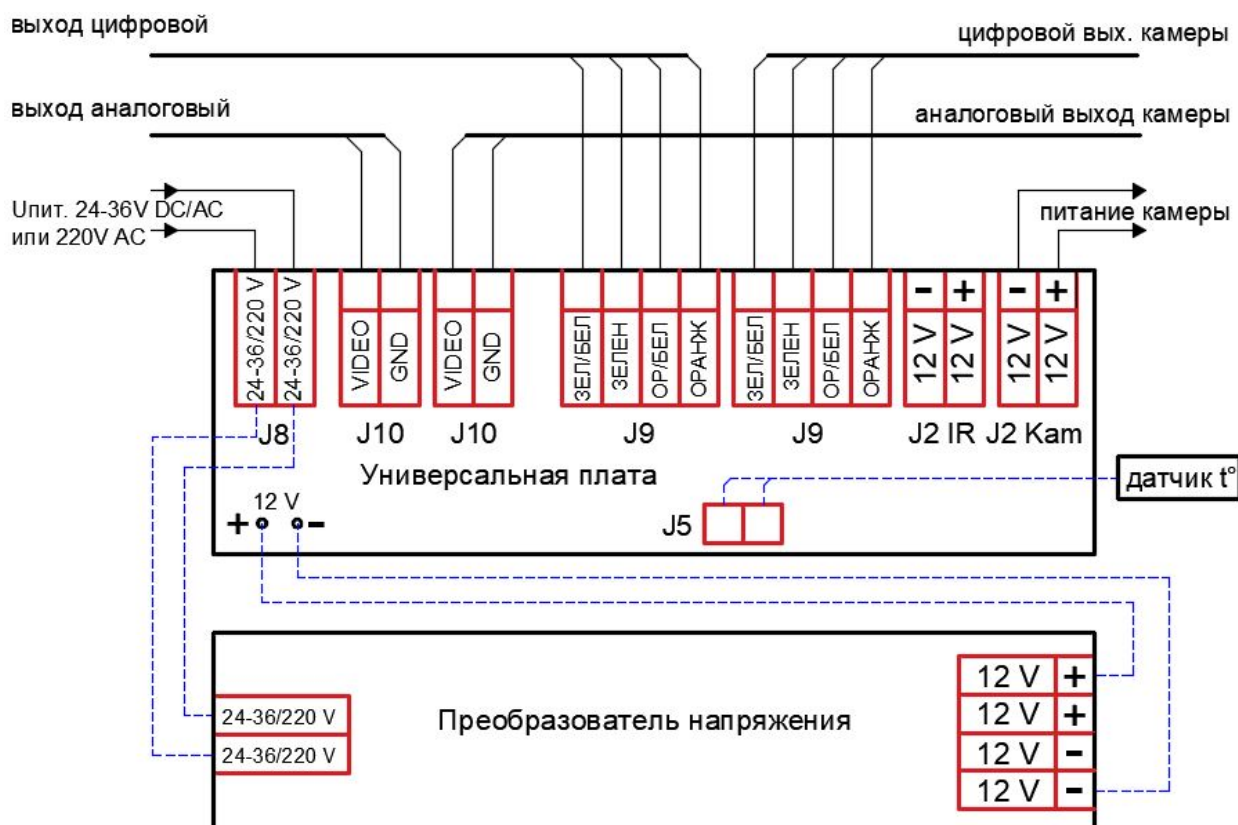 выход цифровой
цифровой вых. камеры
выход аналоговый
аналоговый выход камеры
Uпит. 24-36V DC/AC
или 220V AC
питание камеры
24-36/220 V
24-36/220 V
VIDEO
GND
VIDEO
GND
ЗЕЛ/БЕЛ
ЗЕЛЕН
ОР/БЕЛ
ОРАНЖ
ЗЕЛ/БЕЛ
ЗЕЛЕН
ОР/БЕЛ
ОРАНЖ
- +
12 V
12 V
- +
12 V
12 V
J8
J10
J10
J9
J9
J2 IR
J2 Kam
Универсальная плата
датчик t°
+ 12 V -
J5
12 V +
12 V +
12 V -
12 V -
24-36/220 V
24-36/220 V
Преобразователь напряжения